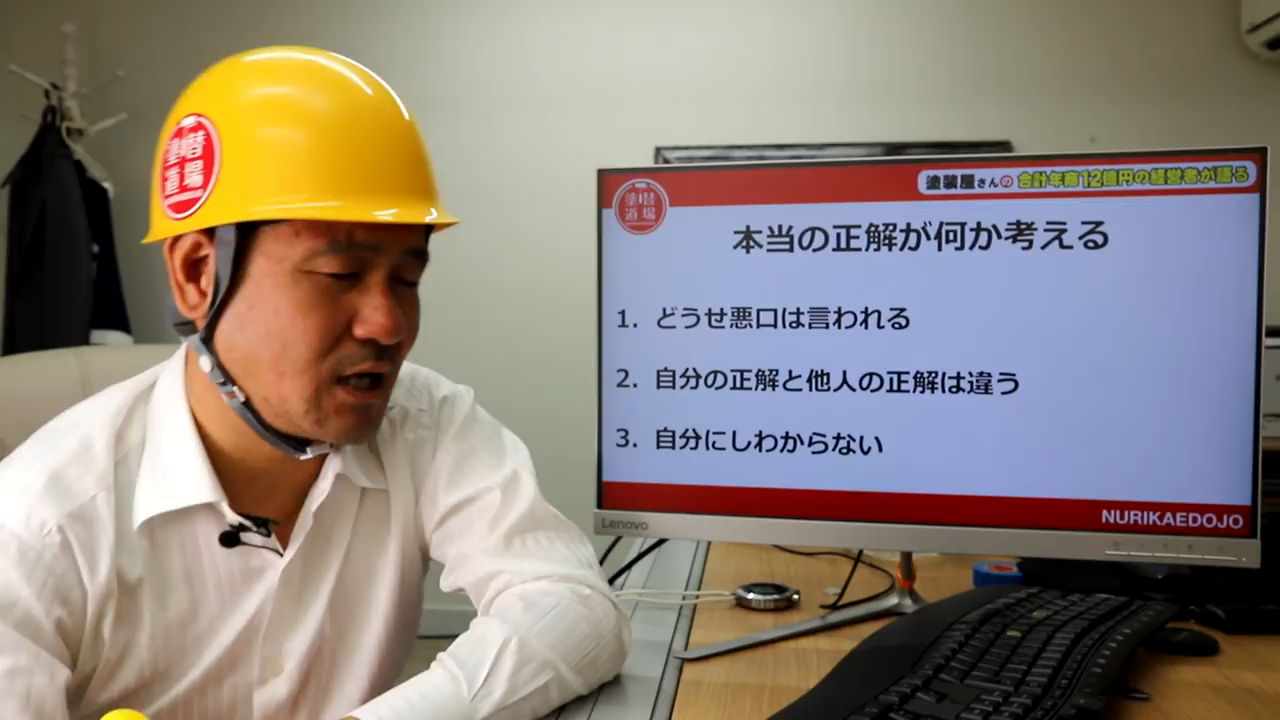 塗替
道場
塗替
道場
塗装屋さんの合計年商12億円の経営者が語る
本当の正解が何か考える
1. どうせ悪口は言われる
2. 自分の正解と他人の正解は違う
3. 自分にしわからない
NURIKAEDOJO
Lenovo